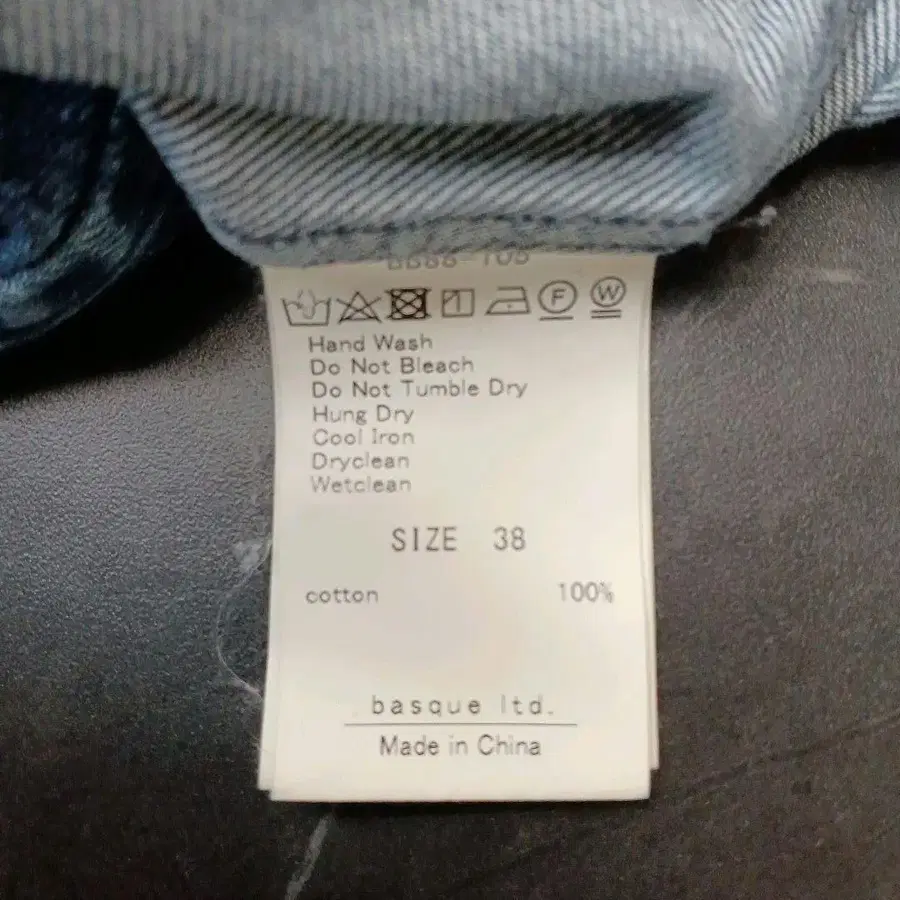 F W
Hand Wash
Do Not Bleach
Do Not Tumble Dry
Hung Dry
Cool Iron
Dryclean
Wetclean
SIZE 38
cotton 100%
basque ltd.
Made in China